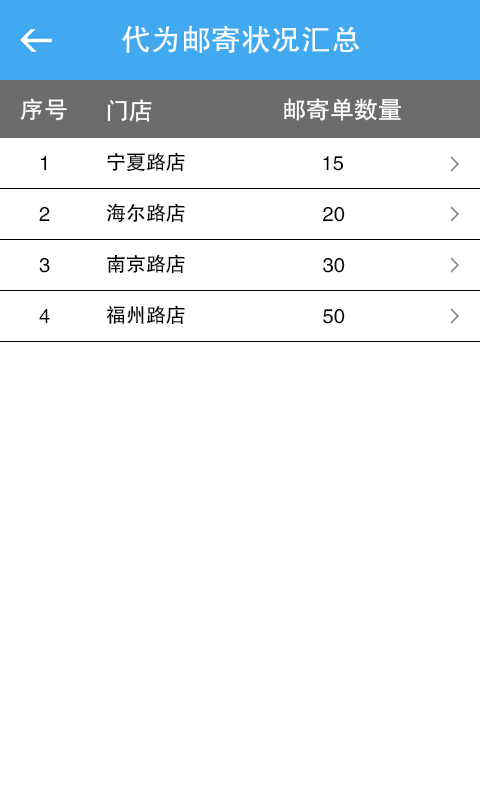 代为邮寄状况汇总
序号 门店 邮寄单数量
1 宁夏路店 15
2 海尔路店 20
3 南京路店 30
4 福州路店 50